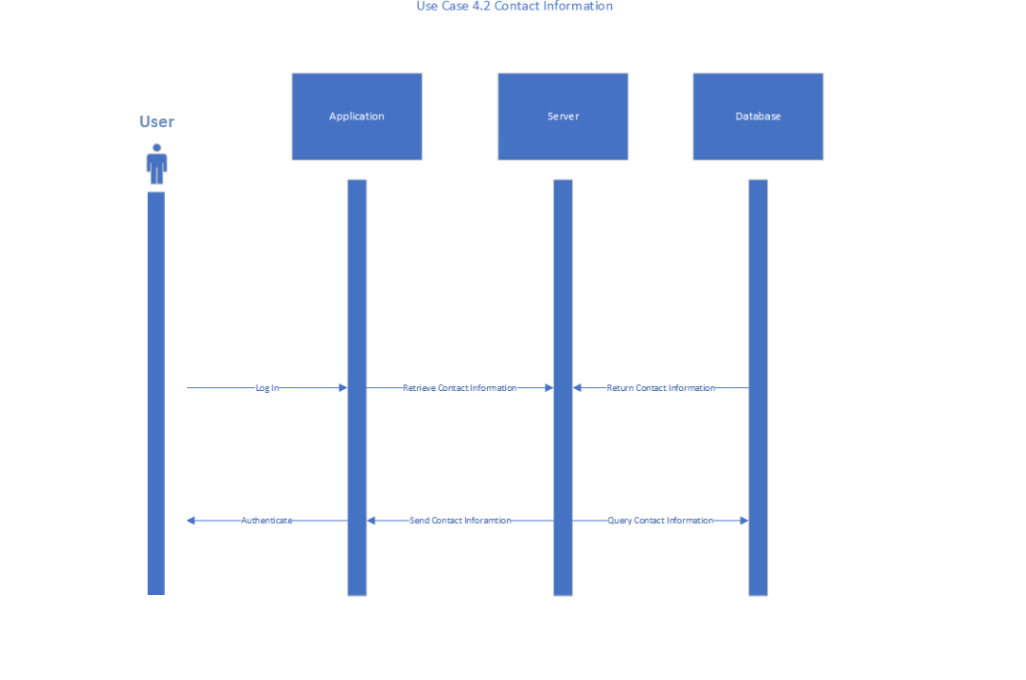 Use Case 4.2 Contact Information
Application
Server
Database
User
Log In
Retrieve Contact Information
Return Contact Information
Authenticate
Send Contact Inforamtion
Query Contact Information